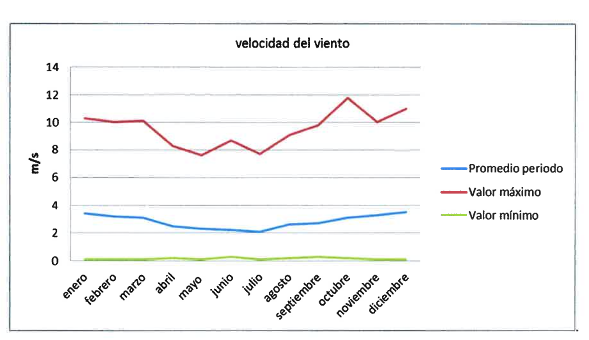 velocidad del viento
14
12
10
8
6
4
2
0
m/s
enero
febrero
marzo
abril
mayo
junio
julio
agosto
septiembre
octubre
noviembre
diciembre
Promedio periodo
Valor máximo
Valor mínimo